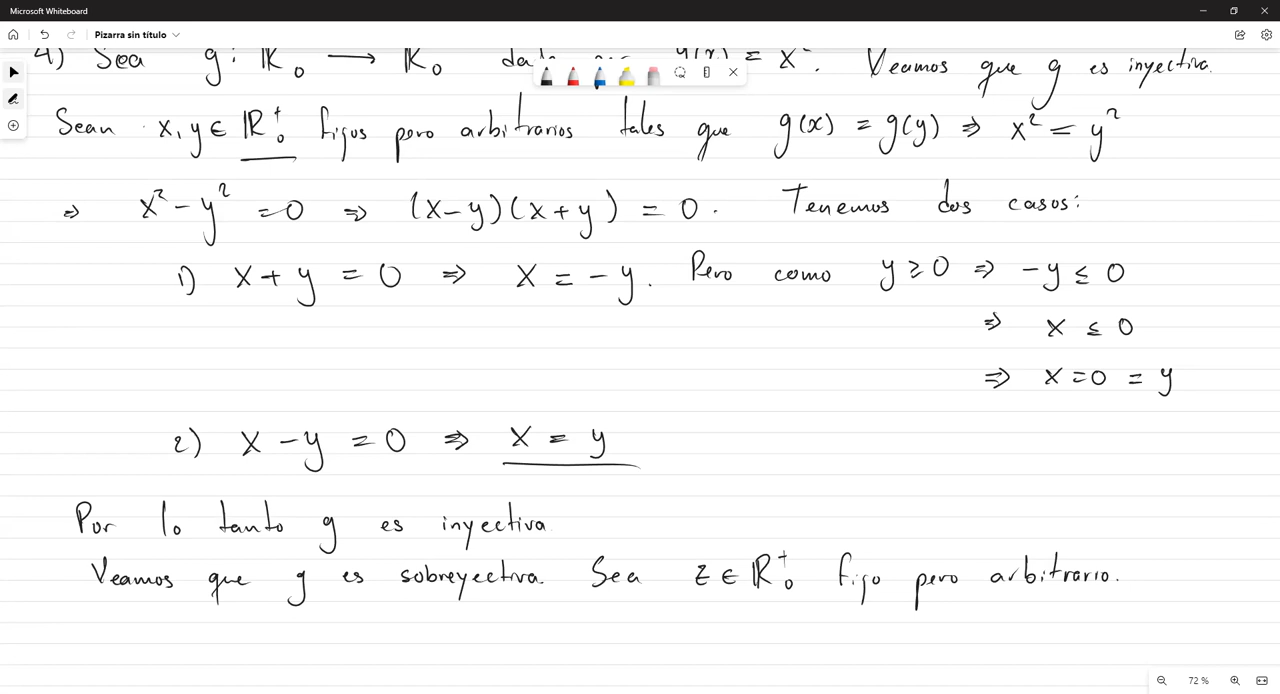 Microsoft Whiteboard
Pizarra sin título
4) Sea g: ℝ₀ → ℝ₀ g(x) = x². Veamos que g es inyectiva.
Sean x, y ∈ ℝ₀⁺ fijos pero arbitrarios tales que g(x) = g(y) ⇒ x² = y²
⇒ x² - y² = 0 ⇒ (x-y)(x+y) = 0. Tenemos dos casos:
1) x + y = 0 ⇒ x = -y. Pero como y ≥ 0 ⇒ -y ≤ 0
⇒ x ≤ 0
⇒ x = 0 = y
2) x - y = 0 ⇒ x = y
Por lo tanto g es inyectiva
Veamos que g es sobreyectiva. Sea z ∈ ℝ₀⁺ fijo pero arbitrario.
72 %